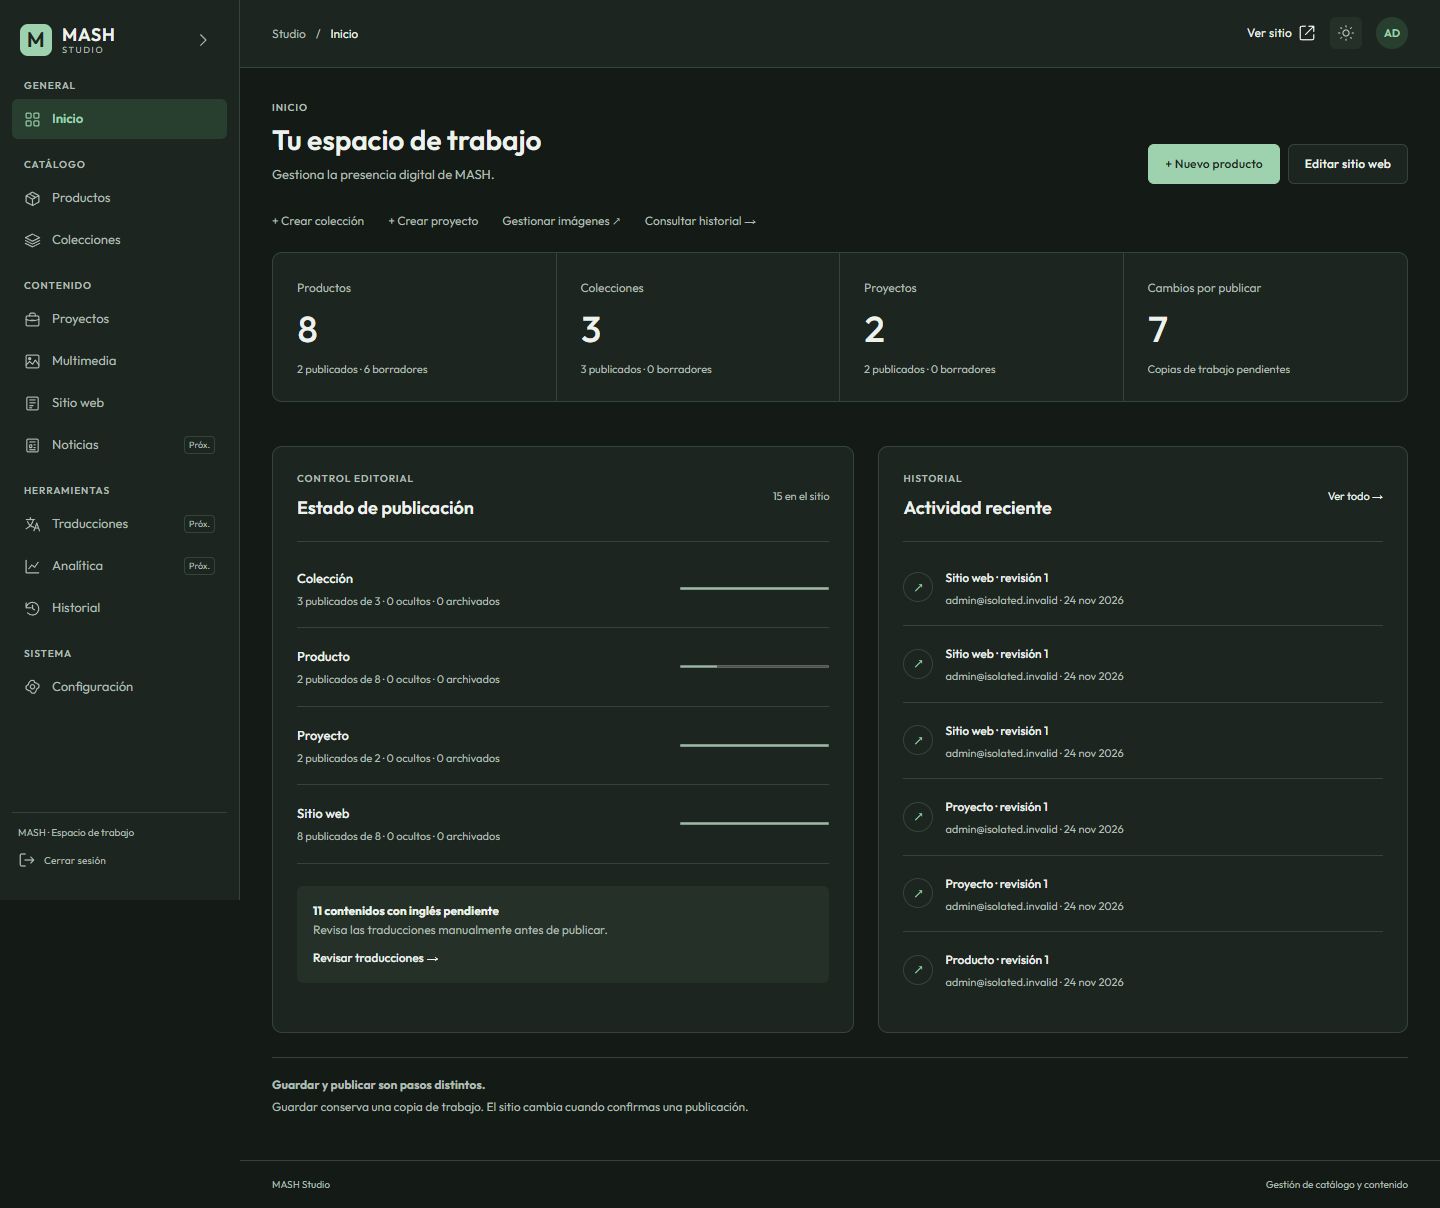 M MASH
STUDIO
GENERAL
Inicio
CATÁLOGO
Productos
Colecciones
CONTENIDO
Proyectos
Multimedia
Sitio web
Noticias Próx.
HERRAMIENTAS
Traducciones Próx.
Analítica Próx.
Historial
SISTEMA
Configuración
MASH · Espacio de trabajo
Cerrar sesión
Studio / Inicio
Ver sitio
AD
INICIO
Tu espacio de trabajo
Gestiona la presencia digital de MASH.
+ Nuevo producto
Editar sitio web
+ Crear colección + Crear proyecto Gestionar imágenes ↗ Consultar historial →
Productos
8
2 publicados · 6 borradores
Colecciones
3
3 publicados · 0 borradores
Proyectos
2
2 publicados · 0 borradores
Cambios por publicar
7
Copias de trabajo pendientes
CONTROL EDITORIAL
Estado de publicación
15 en el sitio
Colección
3 publicados de 3 · 0 ocultos · 0 archivados
Producto
2 publicados de 8 · 0 ocultos · 0 archivados
Proyecto
2 publicados de 2 · 0 ocultos · 0 archivados
Sitio web
8 publicados de 8 · 0 ocultos · 0 archivados
11 contenidos con inglés pendiente
Revisa las traducciones manualmente antes de publicar.
Revisar traducciones →
HISTORIAL
Actividad reciente
Ver todo →
↗ Sitio web · revisión 1
admin@isolated.invalid · 24 nov 2026
↗ Sitio web · revisión 1
admin@isolated.invalid · 24 nov 2026
↗ Sitio web · revisión 1
admin@isolated.invalid · 24 nov 2026
↗ Proyecto · revisión 1
admin@isolated.invalid · 24 nov 2026
↗ Proyecto · revisión 1
admin@isolated.invalid · 24 nov 2026
↗ Producto · revisión 1
admin@isolated.invalid · 24 nov 2026
Guardar y publicar son pasos distintos.
Guardar conserva una copia de trabajo. El sitio cambia cuando confirmas una publicación.
MASH Studio
Gestión de catálogo y contenido